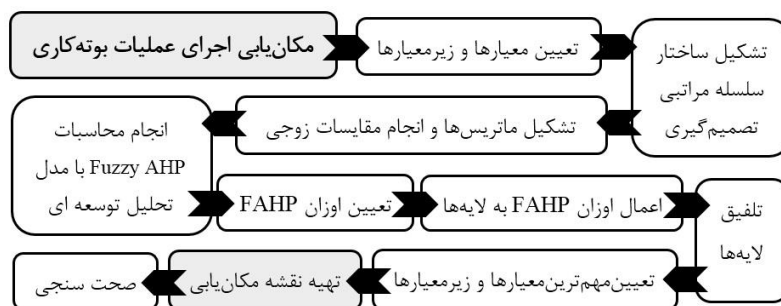 مکان‌یابی اجرای عملیات بوته‌کاری
تعیین معیارها و زیرمعیارها
تشکیل ساختار
سلسله مراتبی
تصمیم‌گیری
تشکیل ماتریس‌ها و انجام مقایسات زوجی
انجام محاسبات
Fuzzy AHP با مدل
تحلیل توسعه ای
تعیین اوزان FAHP
اعمال اوزان FAHP به لایه‌ها
تلفیق
لایه‌ها
تعیین‌مهم‌ترین‌معیارها و زیرمعیارها
تهیه نقشه مکان‌یابی
صحت سنجی